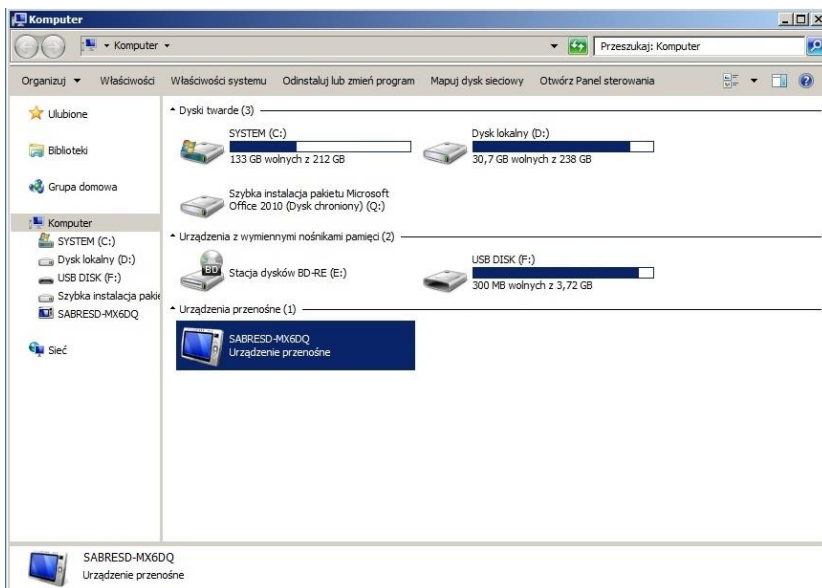 Komputer
Komputer
Przeszukaj: Komputer
Organizuj Właściwości Właściwości systemu Odinstaluj lub zmień program Mapuj dysk sieciowy Otwórz Panel sterowania
Ulubione
Biblioteki
Grupa domowa
Komputer
SYSTEM (C:)
Dysk lokalny (D:)
USB DISK (F:)
Szybka instalacja pakie
SABRESD-MX6DQ
Sieć
Dyski twarde (3)
SYSTEM (C:)
133 GB wolnych z 212 GB
Dysk lokalny (D:)
30,7 GB wolnych z 238 GB
Szybka instalacja pakietu Microsoft
Office 2010 (Dysk chroniony) (Q:)
Urządzenia z wymiennymi nośnikami pamięci (2)
BD
Stacja dysków BD-RE (E:)
USB DISK (F:)
300 MB wolnych z 3,72 GB
Urządzenia przenośne (1)
SABRESD-MX6DQ
Urządzenie przenośne
SABRESD-MX6DQ
Urządzenie przenośne